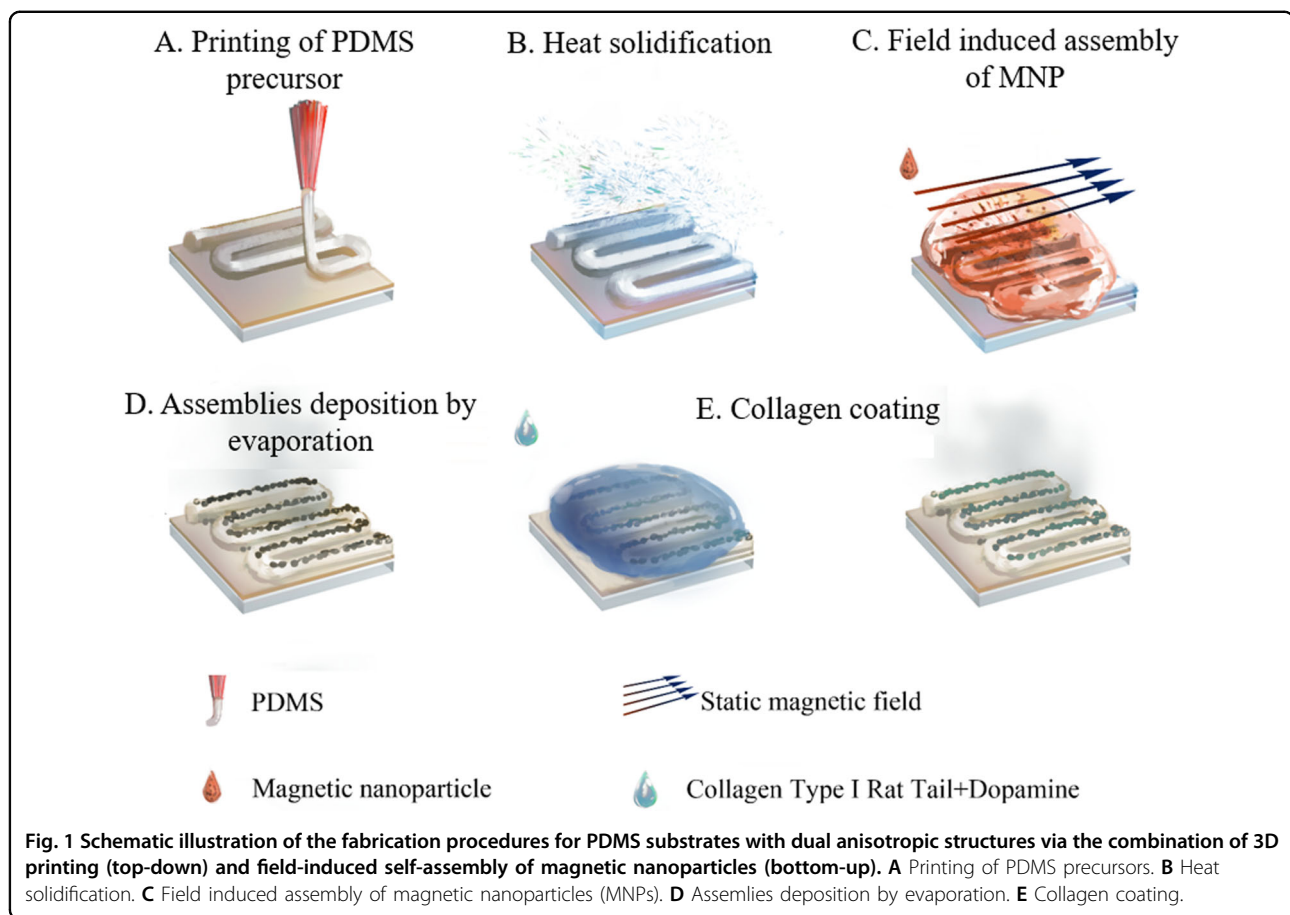 A. Printing of PDMS
precursor
B. Heat solidification
C. Field induced assembly
of MNP
D. Assemblies deposition by
evaporation
E. Collagen coating
PDMS
Static magnetic field
Magnetic nanoparticle
Collagen Type I Rat Tail+Dopamine
Fig. 1 Schematic illustration of the fabrication procedures for PDMS substrates with dual anisotropic structures via the combination of 3D
printing (top-down) and field-induced self-assembly of magnetic nanoparticles (bottom-up). A Printing of PDMS precursors. B Heat
solidification. C Field induced assembly of magnetic nanoparticles (MNPs). D Assemlies deposition by evaporation. E Collagen coating.